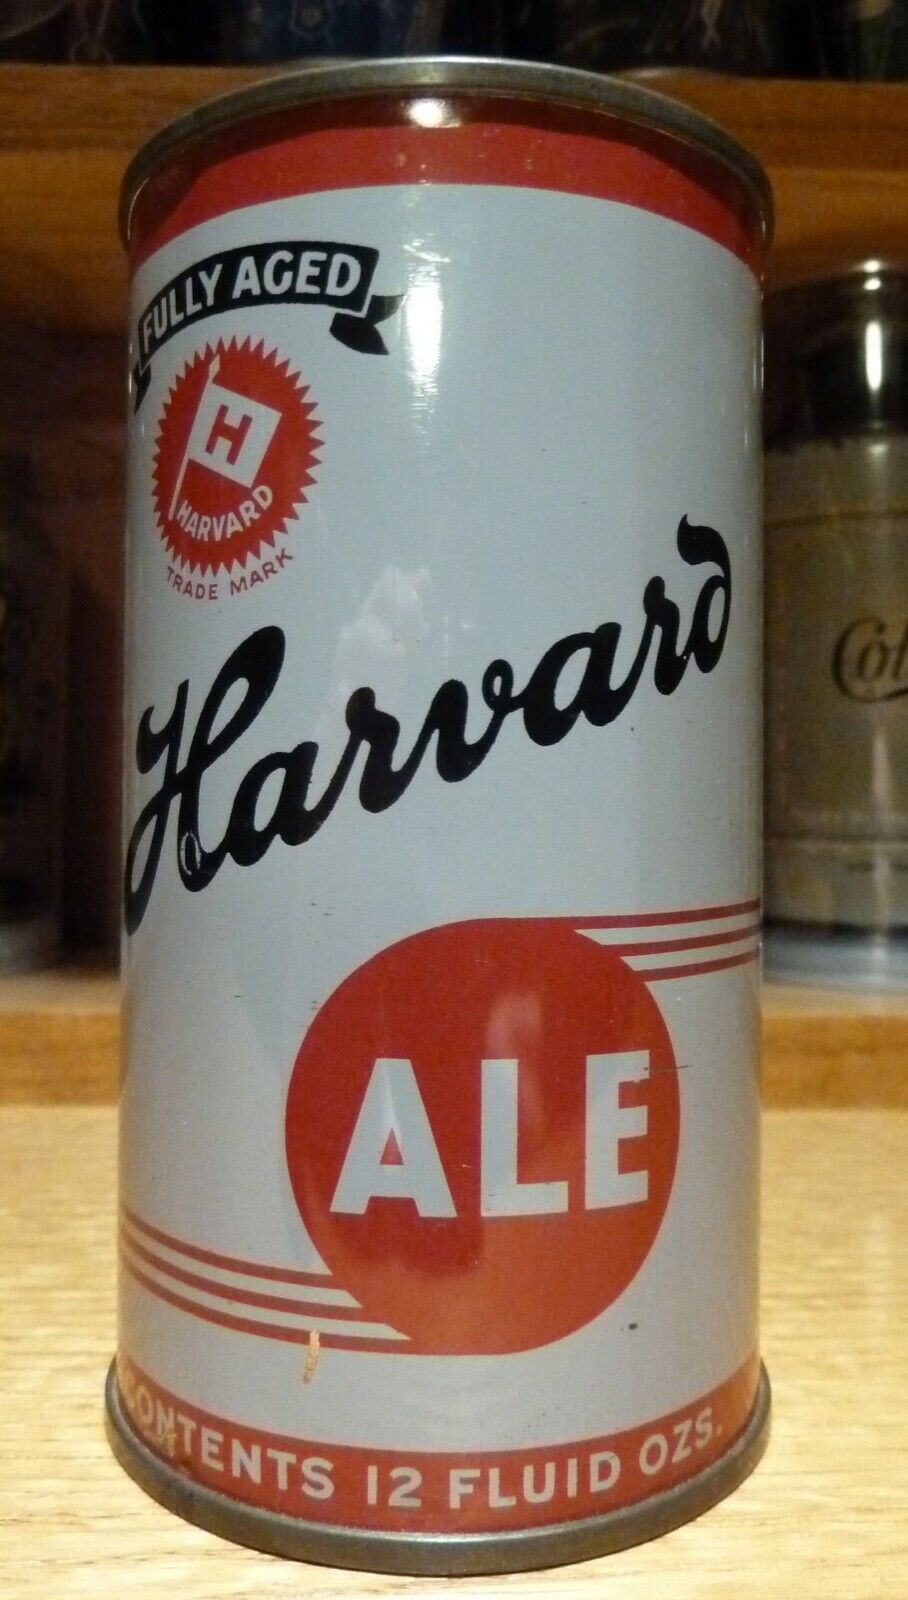 FULLY AGED
H
HARVARD
TRADE MARK
Harvard
ALE
CONTENTS 12 FLUID OZS.